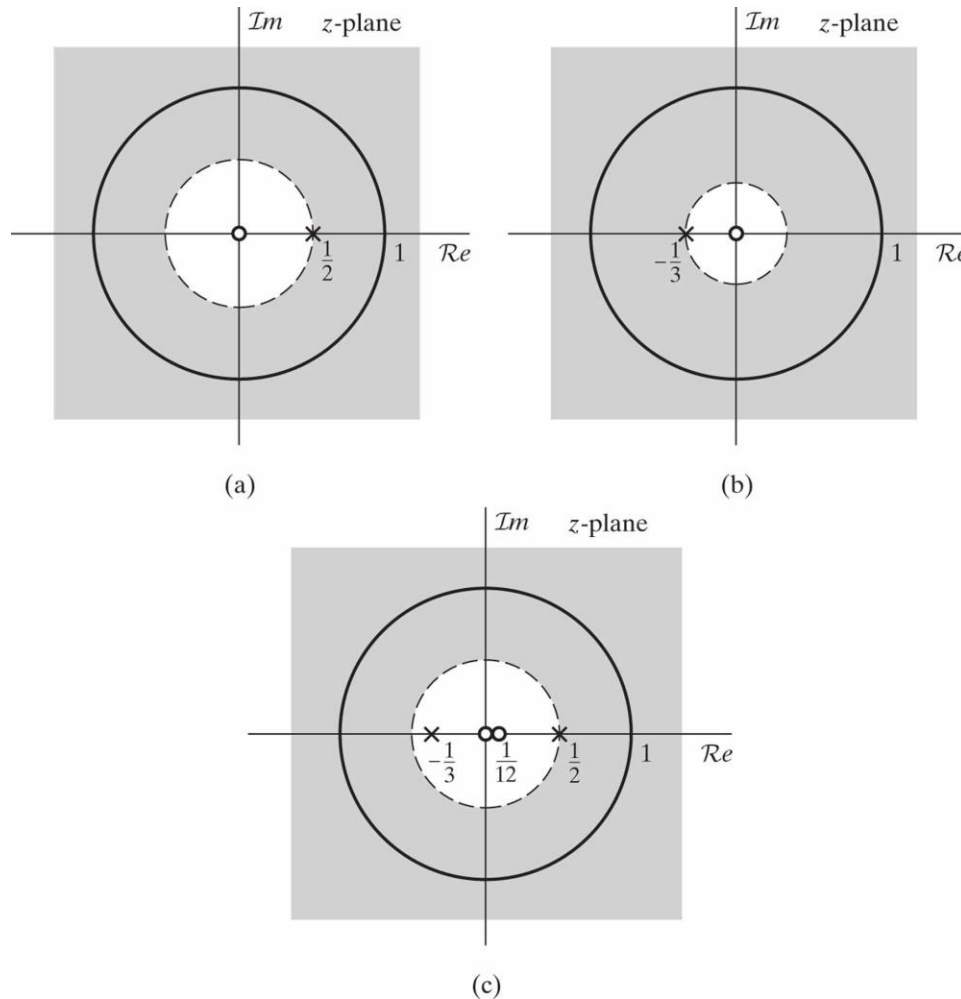 ℐm z-plane
1/2 1 ℛe
(a)
ℐm z-plane
-1/3 1 ℛe
(b)
ℐm z-plane
-1/3 1/12 1/2 1 ℛe
(c)